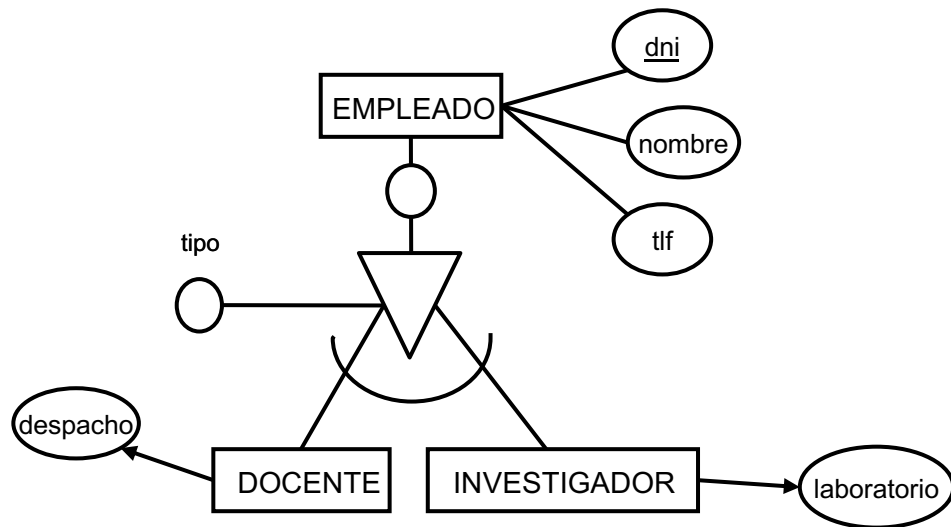 dni
EMPLEADO
nombre
tlf
tipo
despacho
DOCENTE
INVESTIGADOR
laboratorio